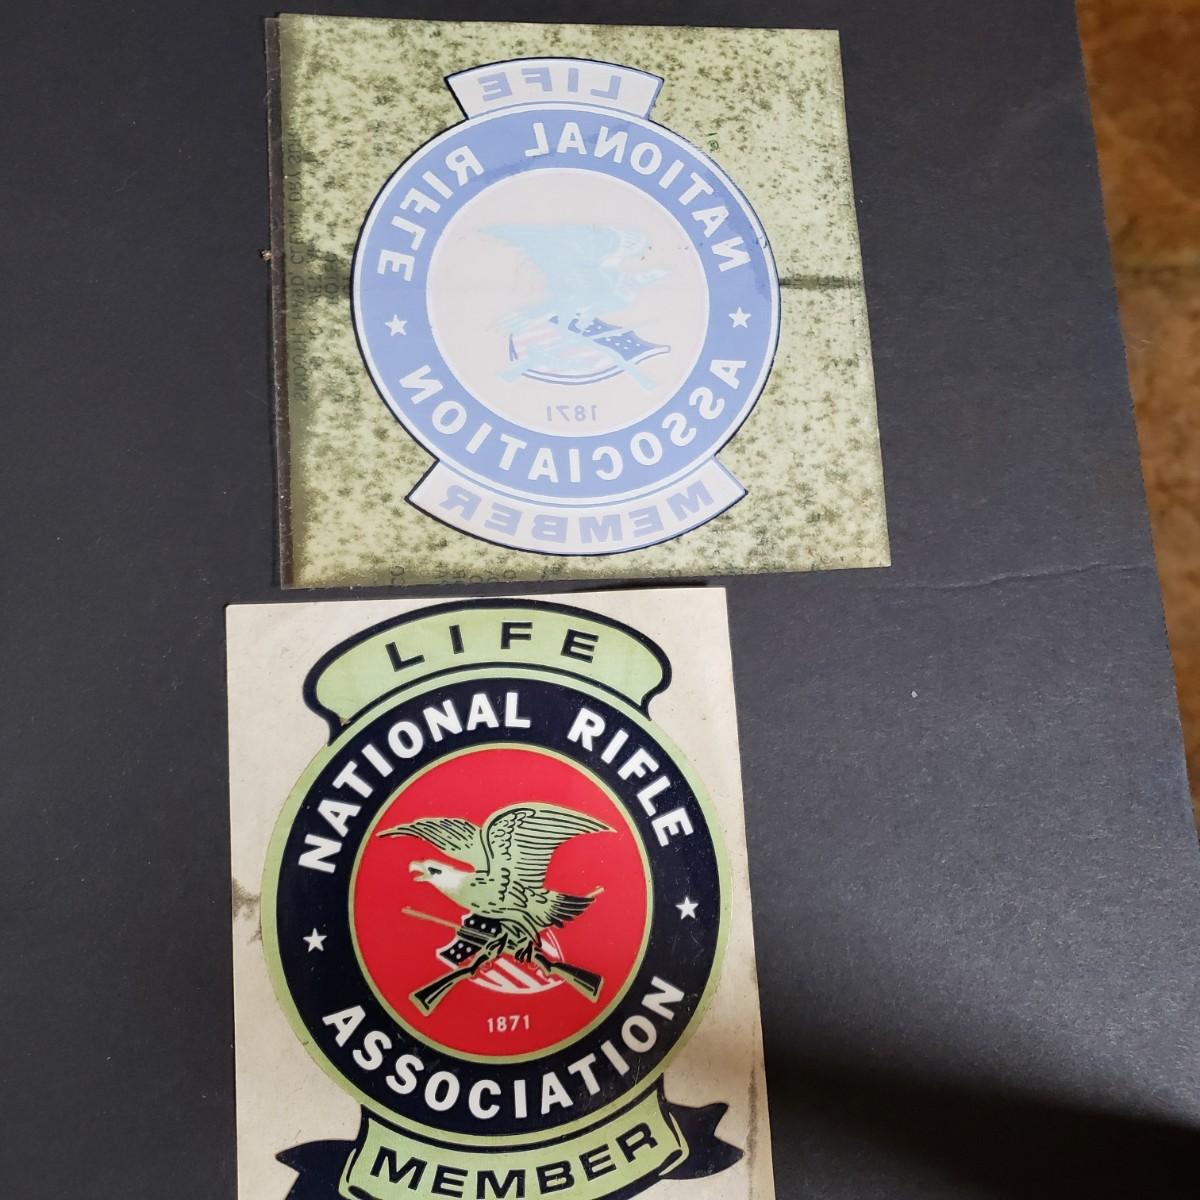 LIFE
NATIONAL RIFLE
ASSOCIATION
1871
MEMBER
LIFE
NATIONAL RIFLE
ASSOCIATION
1871
MEMBER